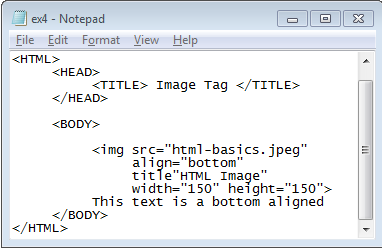 ex4 - Notepad
File Edit Format View Help
<HTML>
<HEAD>
<TITLE> Image Tag </TITLE>
</HEAD>
<BODY>
<img src="html-basics.jpeg"
align="bottom"
title"HTML Image"
width="150" height="150">
This text is a bottom aligned
</BODY>
</HTML>